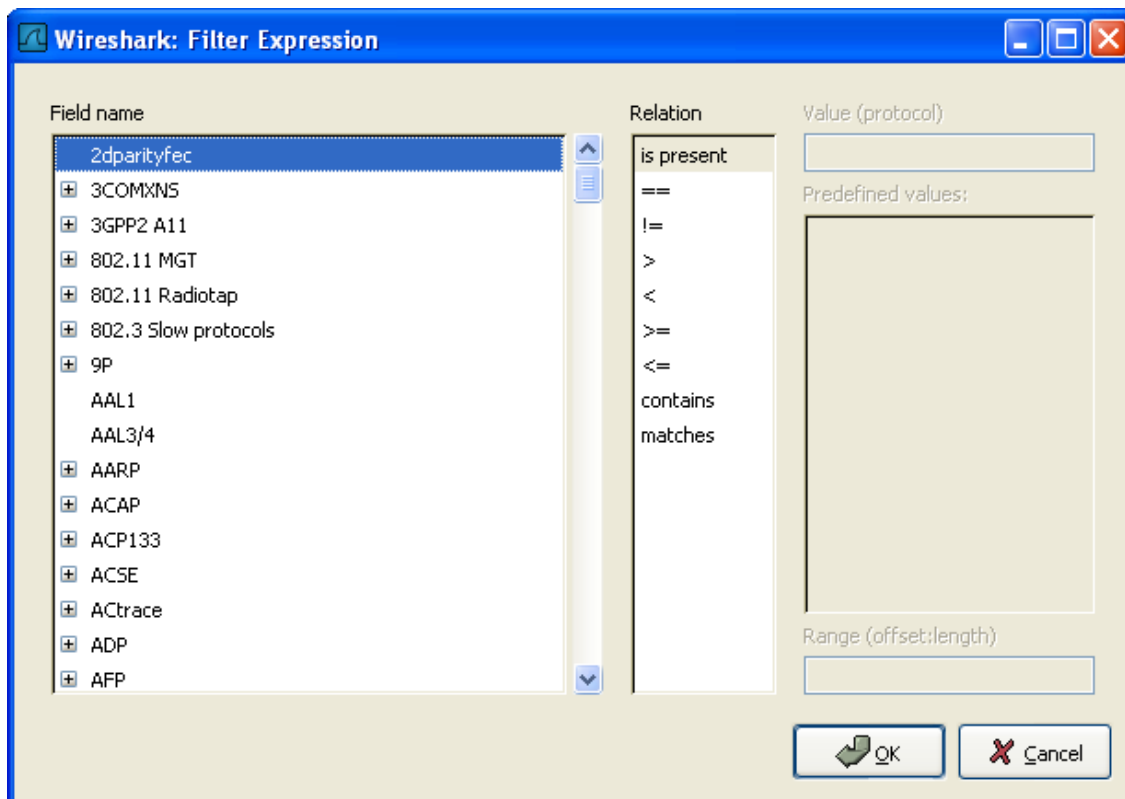 Wireshark: Filter Expression
Field name
2dparityfec
3COMXNS
3GPP2 A11
802.11 MGT
802.11 Radiotap
802.3 Slow protocols
9P
AAL1
AAL3/4
AARP
ACAP
ACP133
ACSE
ACtrace
ADP
AFP
Relation
is present
==
!=
>
<
>=
<=
contains
matches
Value (protocol)
Predefined values:
Range (offset:length)
OK
Cancel